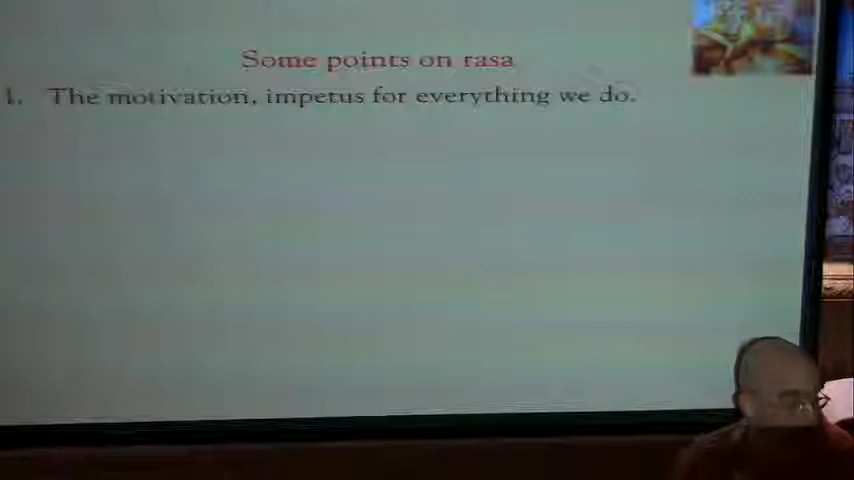 Some points on rasa
1. The motivation, impetus for everything we do.